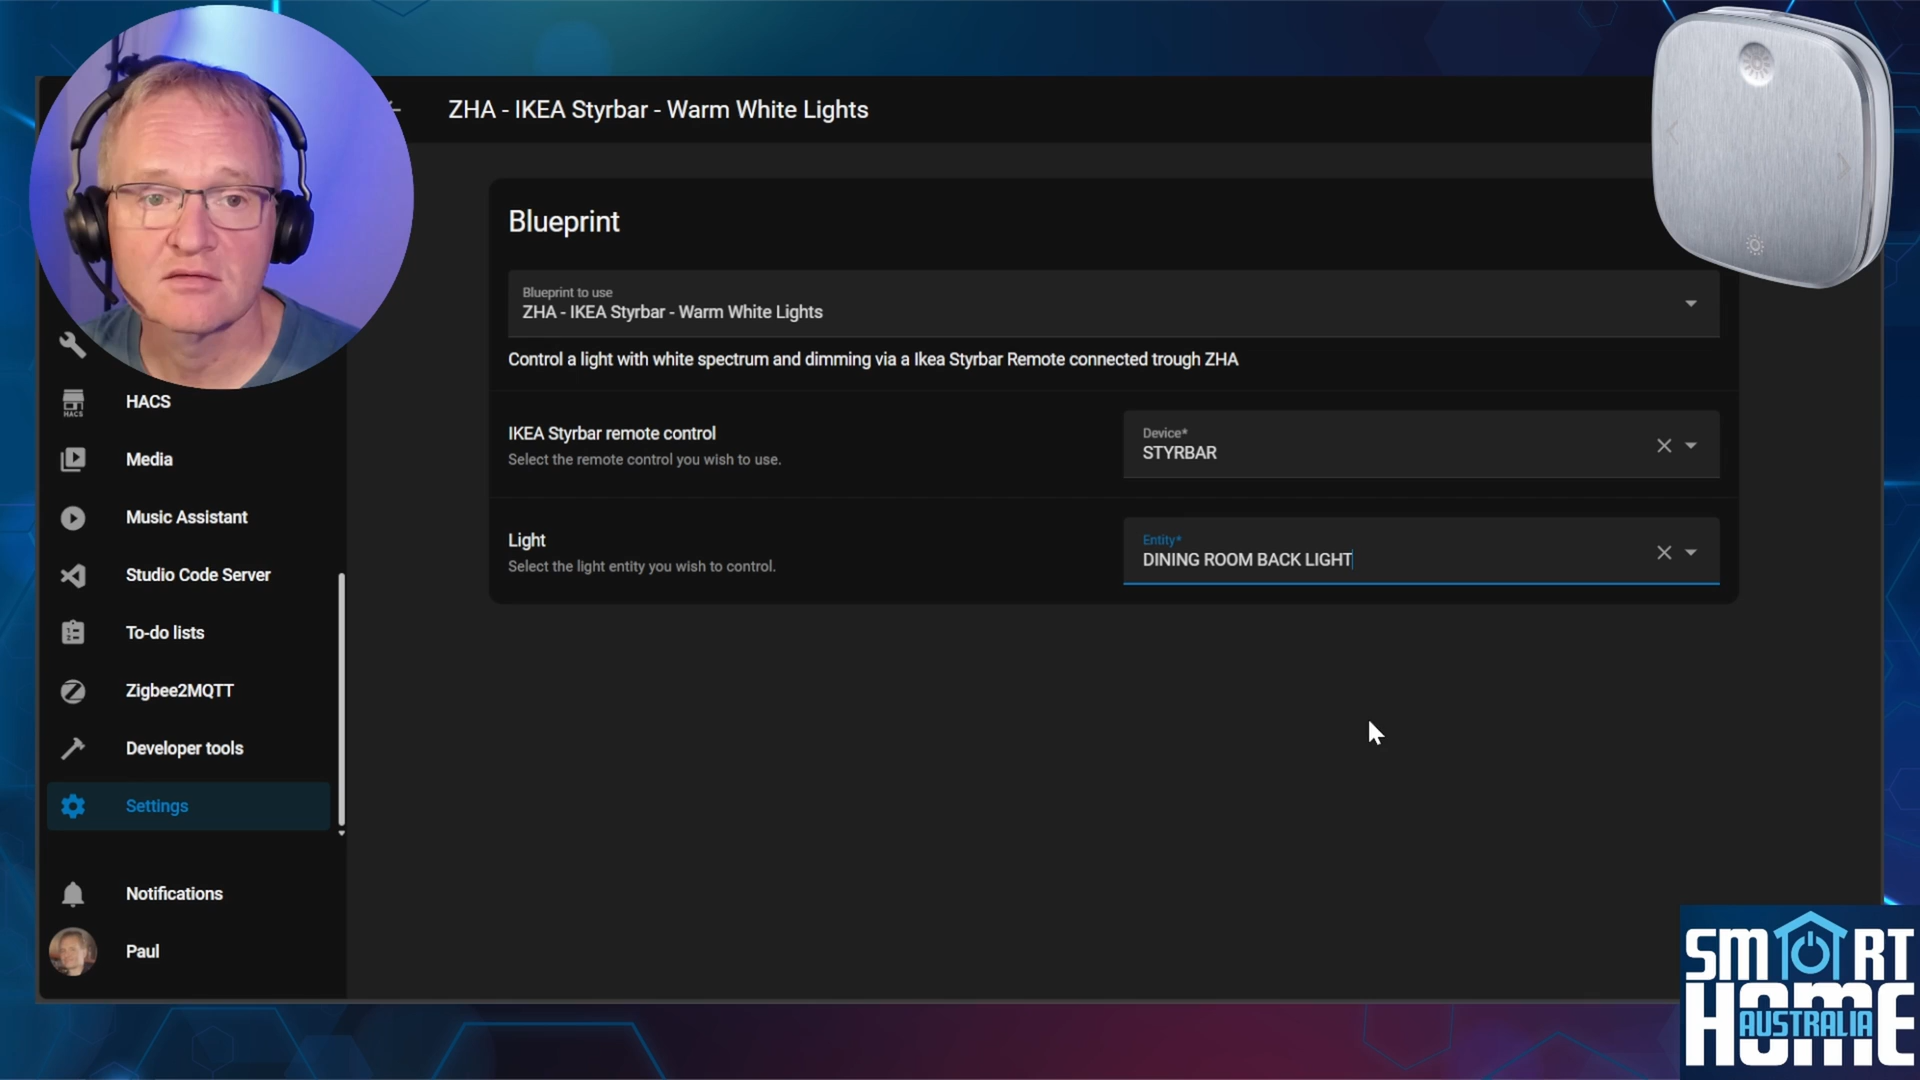 ZHA - IKEA Styrbar - Warm White Lights
Blueprint
Blueprint to use
ZHA - IKEA Styrbar - Warm White Lights
Control a light with white spectrum and dimming via a Ikea Styrbar Remote connected trough ZHA
IKEA Styrbar remote control
Select the remote control you wish to use.
Device*
STYRBAR
Light
Select the light entity you wish to control.
Entity*
DINING ROOM BACK LIGHT
HACS
HACS
Media
Music Assistant
Studio Code Server
To-do lists
Zigbee2MQTT
Developer tools
Settings
Notifications
Paul
SMART
HOME
AUSTRALIA